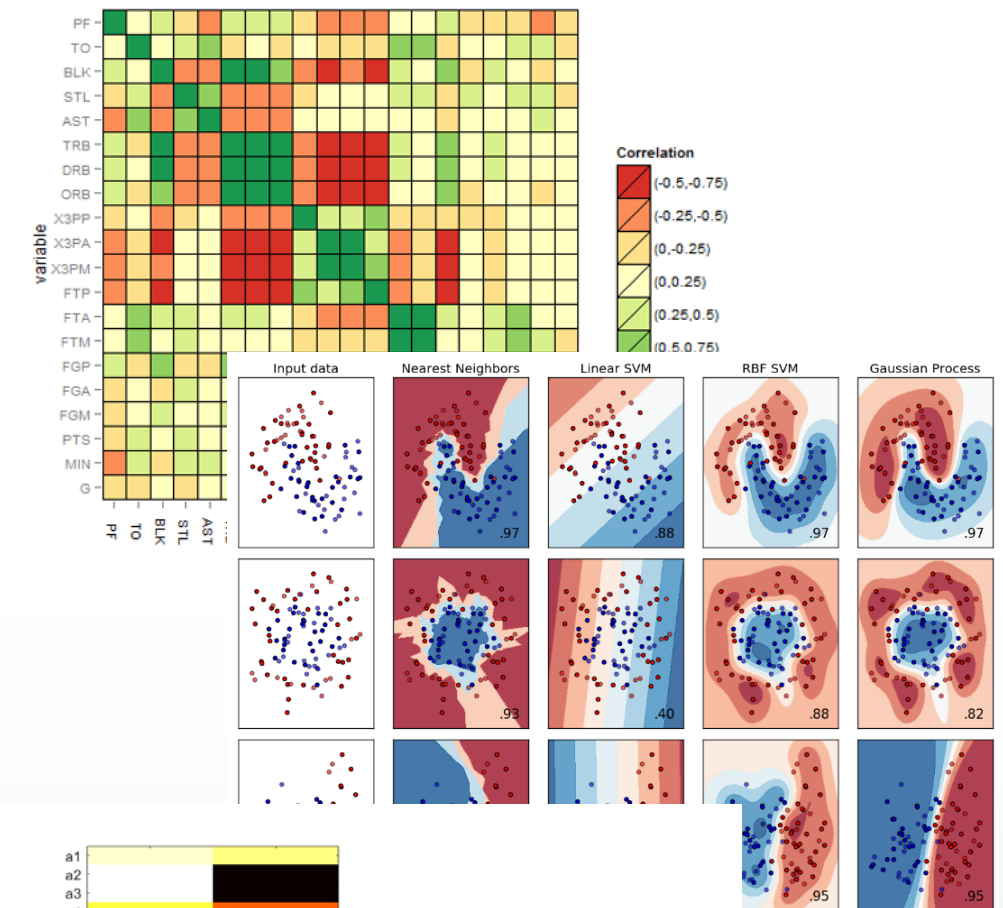 PF
TO
BLK
STL
AST
TRB
DRB
ORB
X3PP
X3PA
X3PM
FTP
FTA
FTM
FGP
FGA
FGM
PTS
MIN
G
variable
PF TO BLK STL AST
Correlation
(-0.5,-0.75)
(-0.25,-0.5)
(0,-0.25)
(0,0.25)
(0.25,0.5)
(0.5,0.75)
Input data Nearest Neighbors Linear SVM RBF SVM Gaussian Process
.97 .88 .97 .97
.93 .40 .88 .82
.95 .95
a1
a2
a3